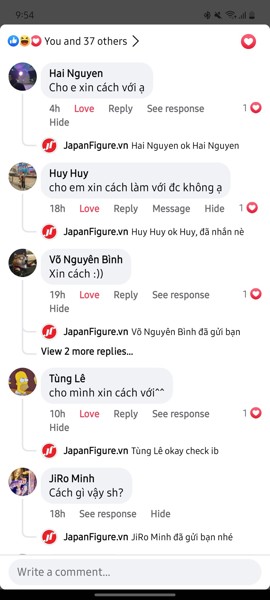 9:54
You and 37 others
Hai Nguyen
Cho e xin cách với ạ
4h Love Reply See response 1
Hide
JapanFigure.vn Hai Nguyen ok Hai Nguyen
Huy Huy
cho em xin cách làm với đc không ạ
18h Love Reply Message Hide 1
JapanFigure.vn Huy Huy ok Huy, đã nhắn nè
Võ Nguyên Bình
Xin cách :))
19h Love Reply See response 1
Hide
JapanFigure.vn Võ Nguyên Bình đã gửi bạn
View 2 more replies...
Tùng Lê
cho mình xin cách với^^
10h Love Reply See response 1
Hide
JapanFigure.vn Tùng Lê okay check ib
JiRo Minh
Cách gì vậy sh?
18h See response Hide
JapanFigure.vn JiRo Minh đã gửi bạn nhé
Write a comment...